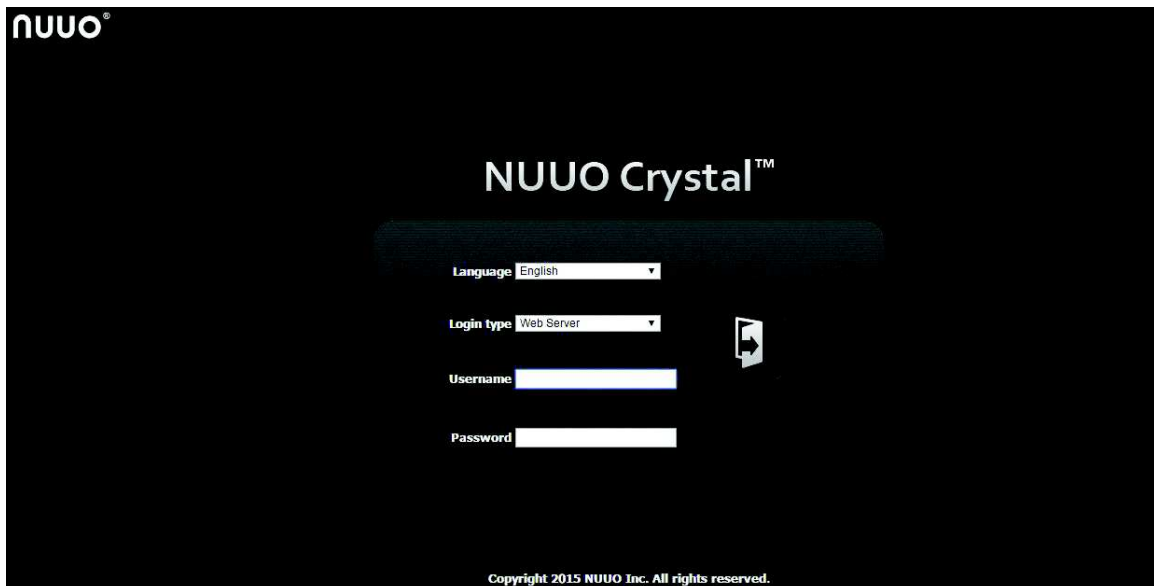 nuuo®
NUUO Crystal™
Language English
Login type Web Server
Username
Password
Copyright 2015 NUUO Inc. All rights reserved.